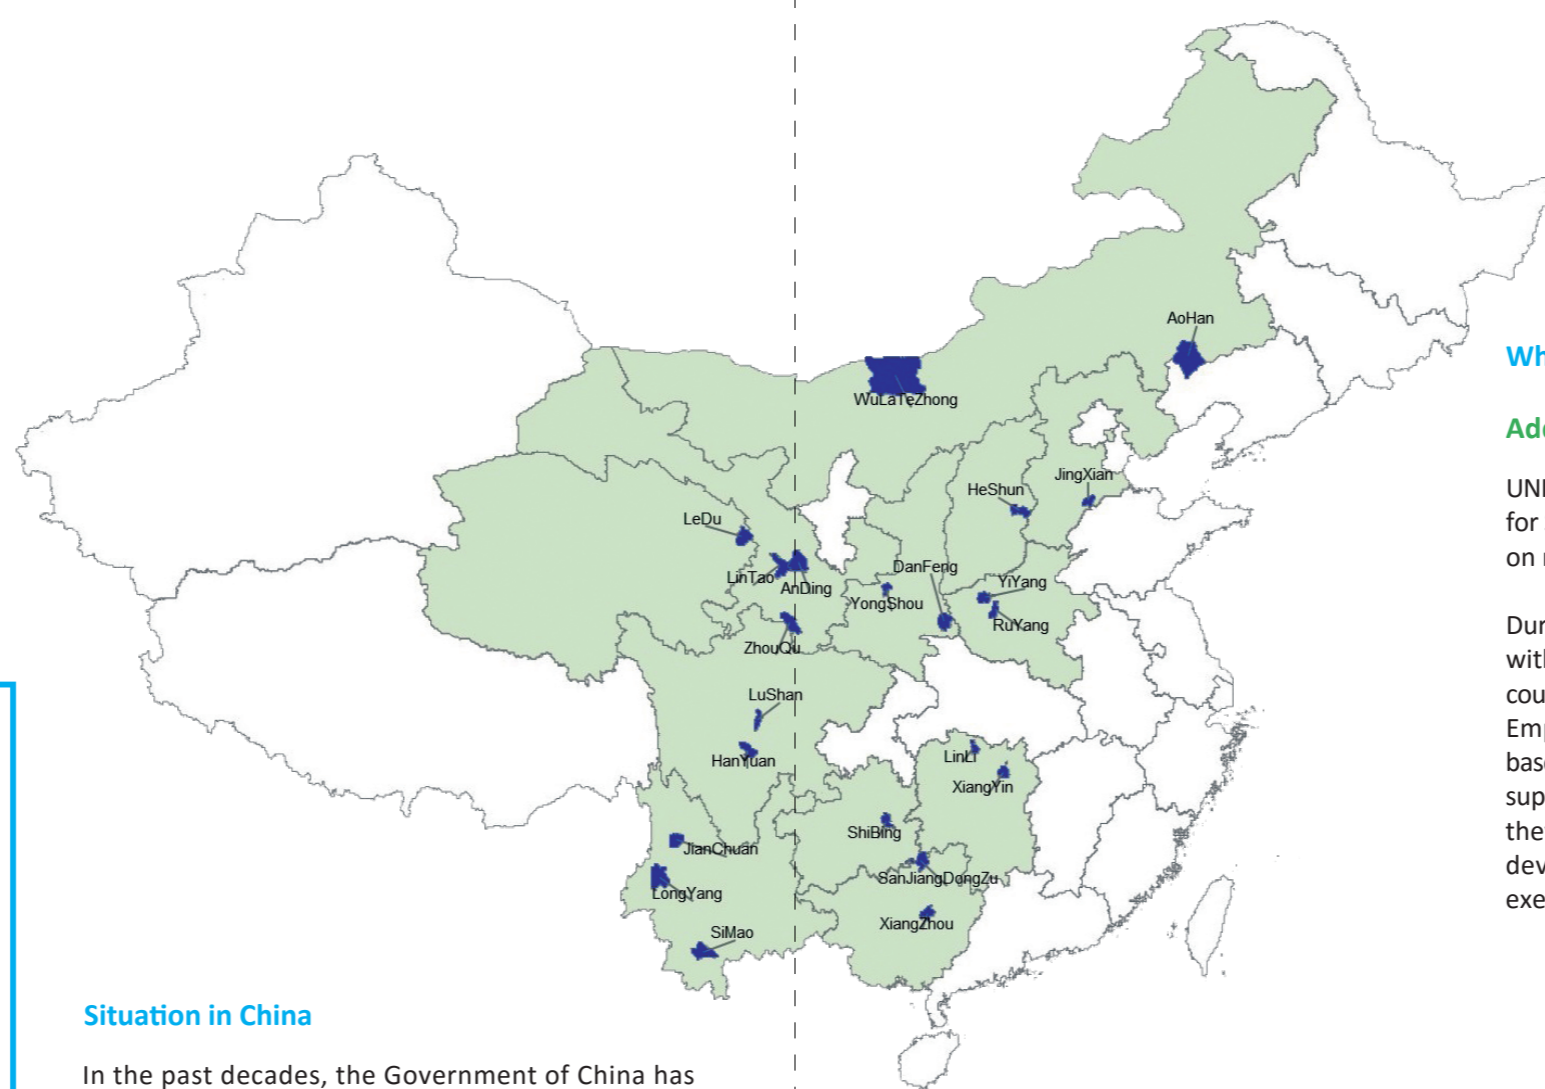 AoHan
WuLaTeZhong
HeShun
JingXian
LeDu
LinTao
AnDing
DanFeng
YiYang
YongShou
RuYang
ZhouQu
LuShan
HanYuan
LinLi
XiangYin
ShiBing
JianChuan
SanJiangDongZu
LongYang
XiangZhou
SiMao
Situation in China
In the past decades, the Government of China has